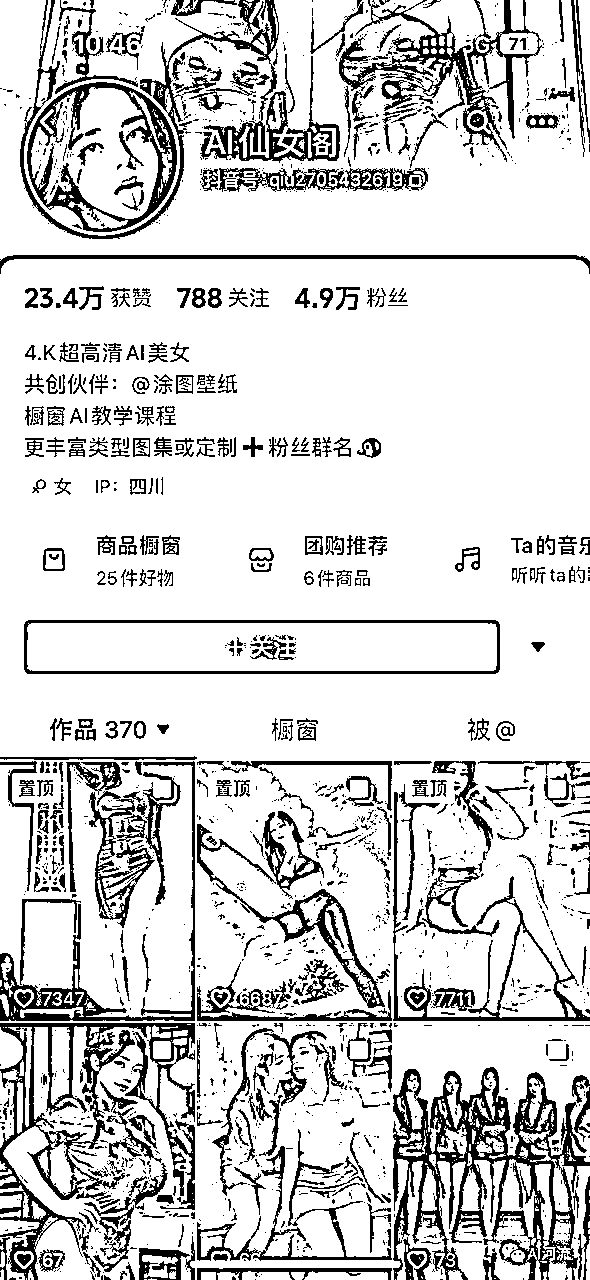 10:46
5G 71
AI仙女阁
抖音号:qiu2705432619
23.4万 获赞 788 关注 4.9万 粉丝
4.K超高清AI美女
共创伙伴：@涂图壁纸
橱窗AI教学课程
更丰富类型图集或定制➕粉丝群名
女 IP：四川
商品橱窗 团购推荐 Ta的音乐
25件好物 6件商品 听听ta的
关注
作品 370 橱窗 被@
置顶 置顶 置顶
7347 6687 7711
67 66 73